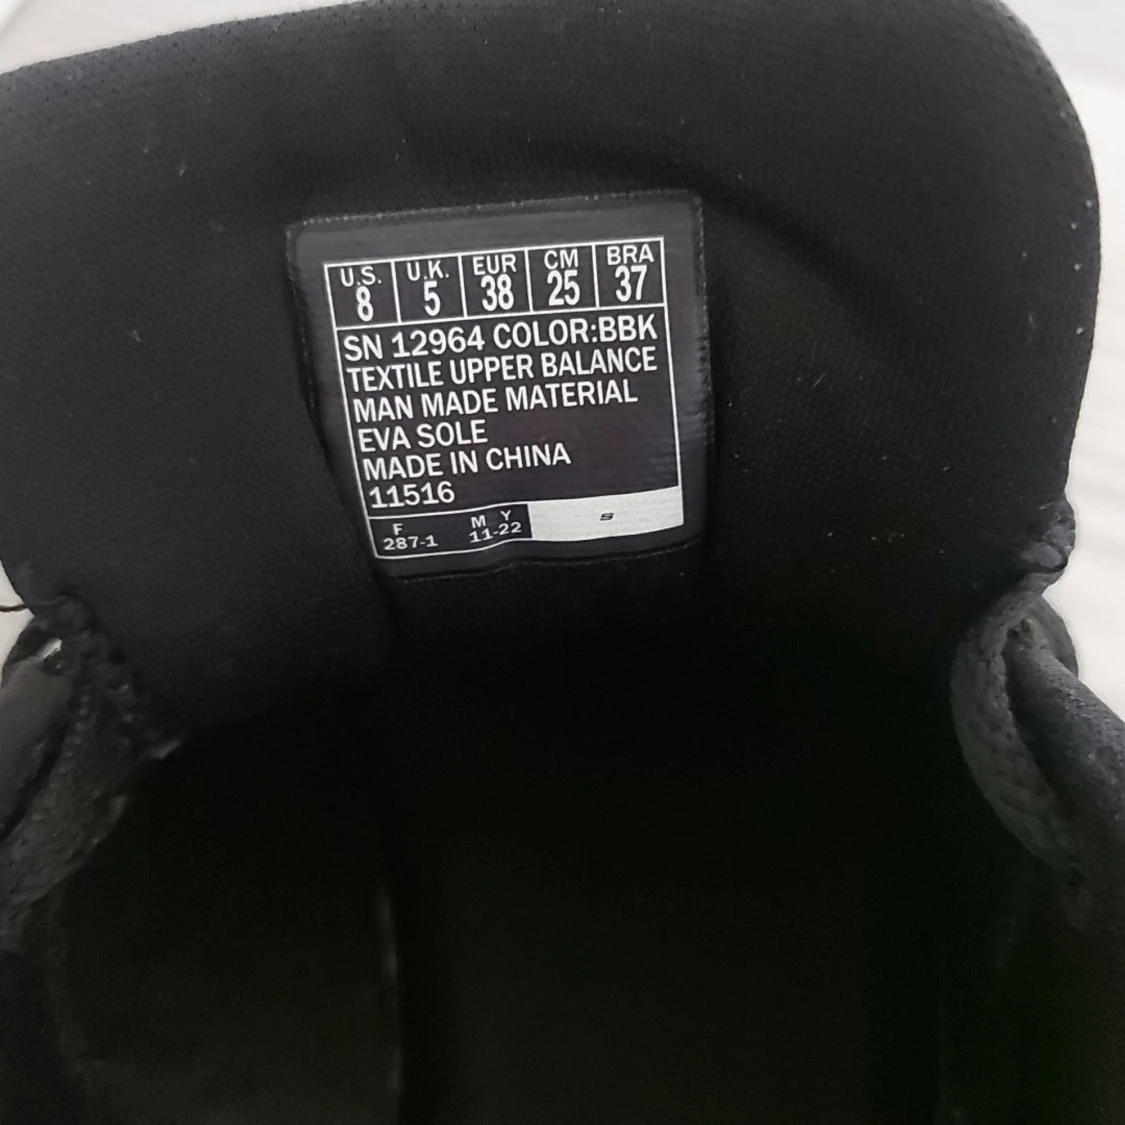 U.S. U.K. EUR CM BRA
8 5 38 25 37
SN 12964 COLOR:BBK
TEXTILE UPPER BALANCE
MAN MADE MATERIAL
EVA SOLE
MADE IN CHINA
11516
F M Y
287-1 11-22
S